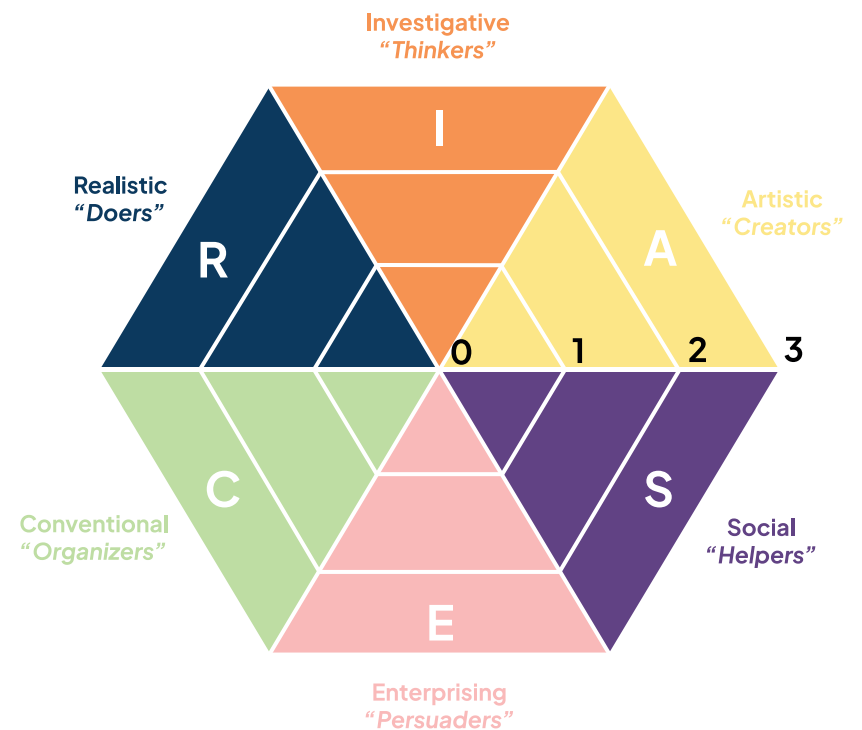 Investigative
“Thinkers”
I
Realistic
“Doers”
Artistic
“Creators”
R
A
0 1 2 3
C
S
Conventional
“Organizers”
Social
“Helpers”
E
Enterprising
“Persuaders”